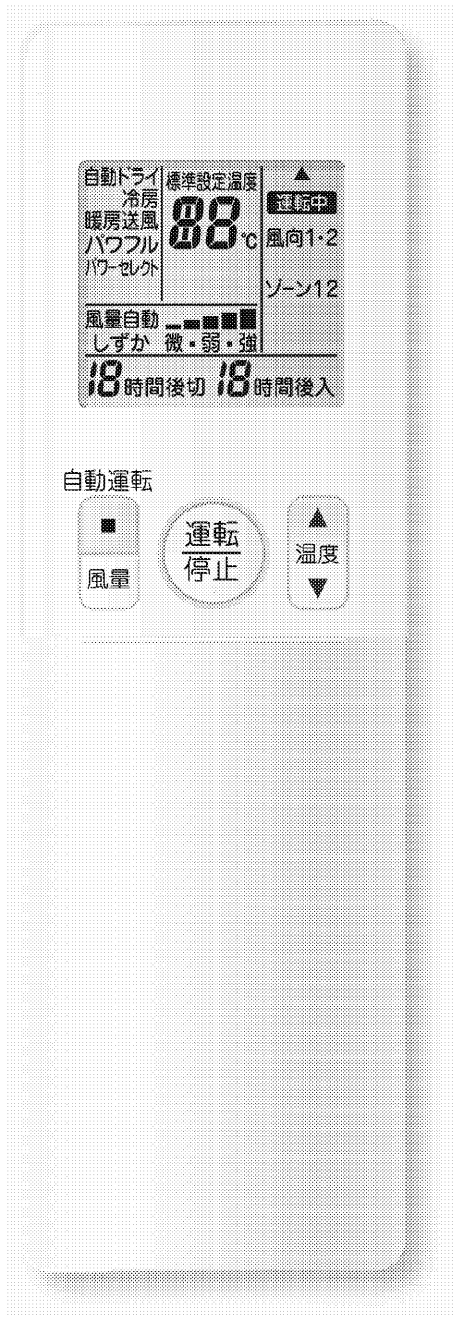 自動ドライ
冷房
暖房送風
パワフル
パワーセレクト
標準設定温度
88℃
▲
運転中
風向1・2
ゾーン12
風量自動
しずか 微・弱・強
18時間後切 18時間後入
自動運転
■
風量
運転
停止
▲
温度
▼